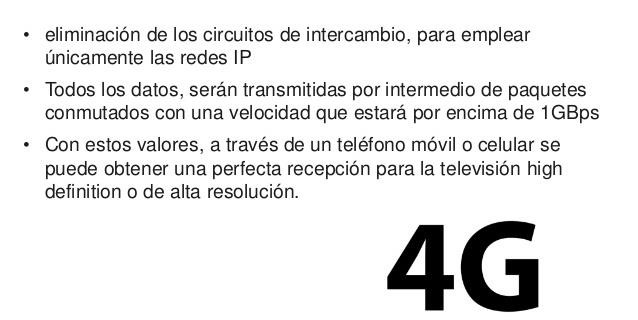 • eliminación de los circuitos de intercambio, para emplear
únicamente las redes IP
• Todos los datos, serán transmitidas por intermedio de paquetes
conmutados con una velocidad que estará por encima de 1GBps
• Con estos valores, a través de un teléfono móvil o celular se
puede obtener una perfecta recepción para la televisión high
definition o de alta resolución.
4G